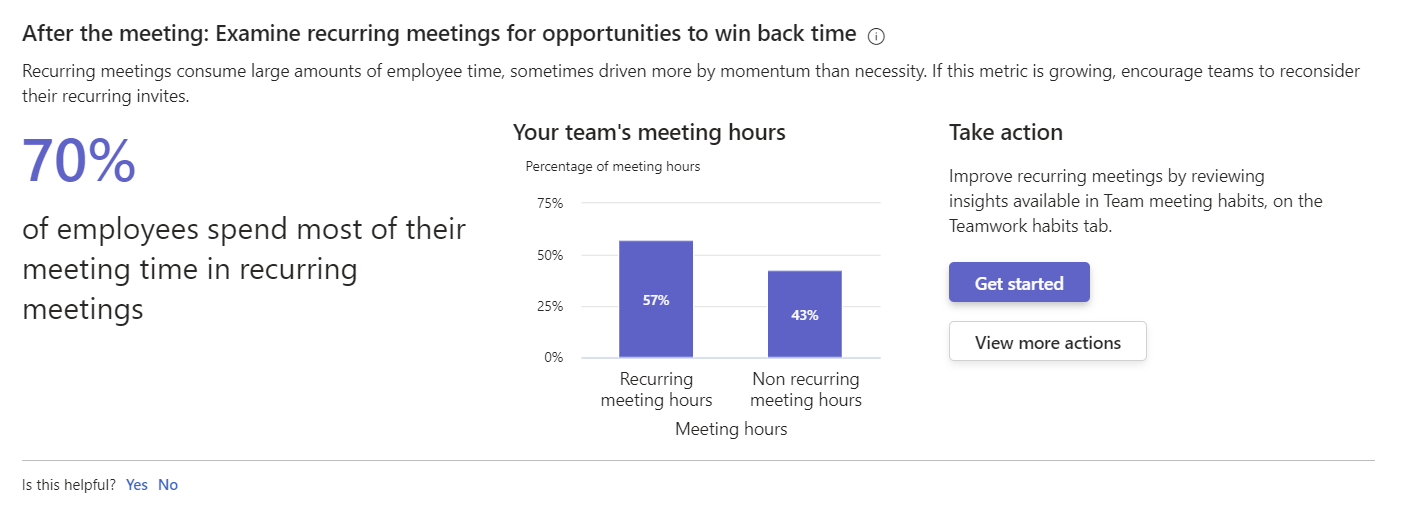 After the meeting: Examine recurring meetings for opportunities to win back time
Recurring meetings consume large amounts of employee time, sometimes driven more by momentum than necessity. If this metric is growing, encourage teams to reconsider
their recurring invites.
70%
of employees spend most of their
meeting time in recurring
meetings
Your team's meeting hours
Percentage of meeting hours
75%
50%
25%
0%
57%
43%
Recurring
meeting hours
Non recurring
meeting hours
Meeting hours
Take action
Improve recurring meetings by reviewing
insights available in Team meeting habits, on the
Teamwork habits tab.
Get started
View more actions
Is this helpful? Yes No